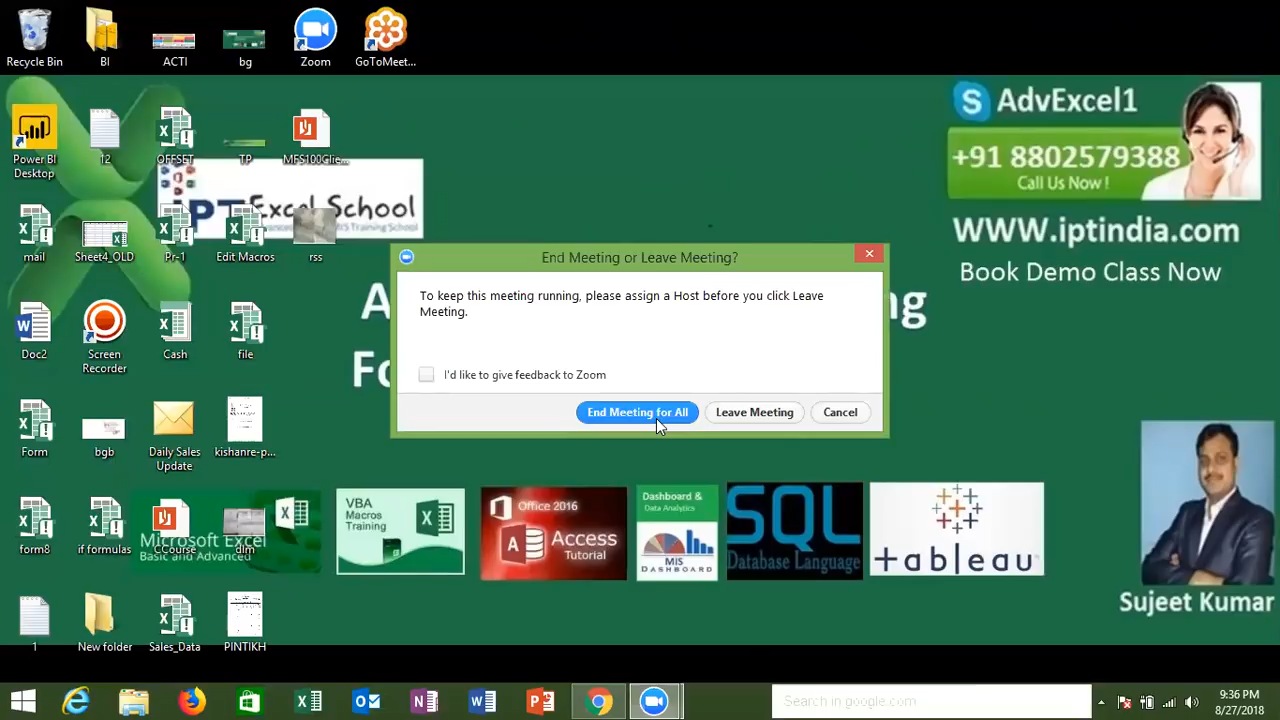 Recycle Bin
BI
ACTI
bg
Zoom
GoToMeet...
AdvExcel1
+91 8802579388
Call Us Now!
WWW.iptindia.com
Book Demo Class Now
Power BI
Desktop
12
OFFSET
TP
MFS100Clie...
Excel School
MIS Training School
mail
Sheet4_OLD
Pr-1
Edit Macros
rss
End Meeting or Leave Meeting?
To keep this meeting running, please assign a Host before you click Leave
Meeting.
I'd like to give feedback to Zoom
End Meeting for All
Leave Meeting
Cancel
Doc2
Screen
Recorder
Cash
file
Form
bgb
Daily Sales
Update
kishanre-p...
form8
if formulas
CCourse
dlm
Microsoft Excel
Basic and Advanced
VBA
Macros
Training
Office 2016
Access
Tutorial
Dashboard &
Data Analytics
MIS
DASHBOARD
SQL
Database Language
+ableau
Sujeet Kumar
1
New folder
Sales_Data
PINTIKH
Search in google.com
9:36 PM
8/27/2018